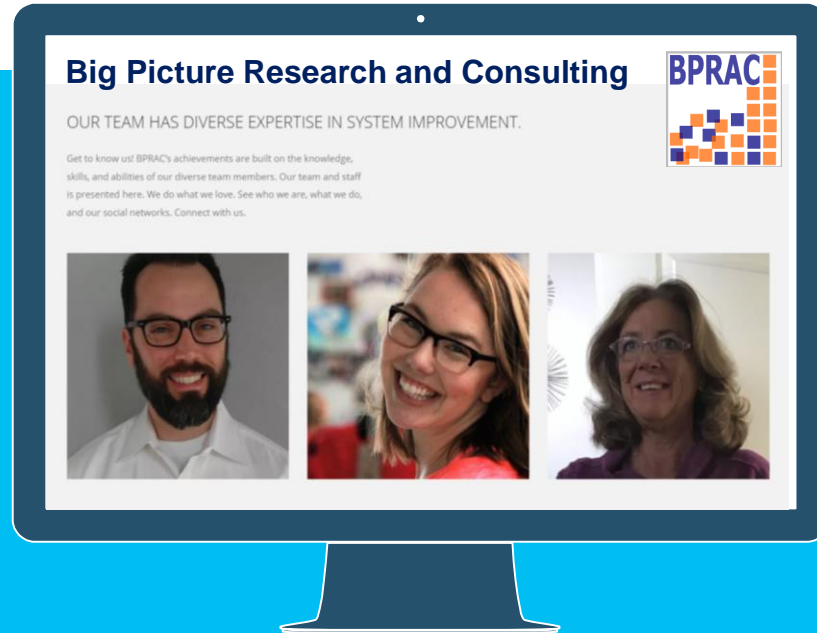 Big Picture Research and Consulting
BPRAC
OUR TEAM HAS DIVERSE EXPERTISE IN SYSTEM IMPROVEMENT.
Get to know us! BPRAC's achievements are built on the knowledge,
skills, and abilities of our diverse team members. Our team and staff
is presented here. We do what we love. See who we are, what we do,
and our social networks. Connect with us.